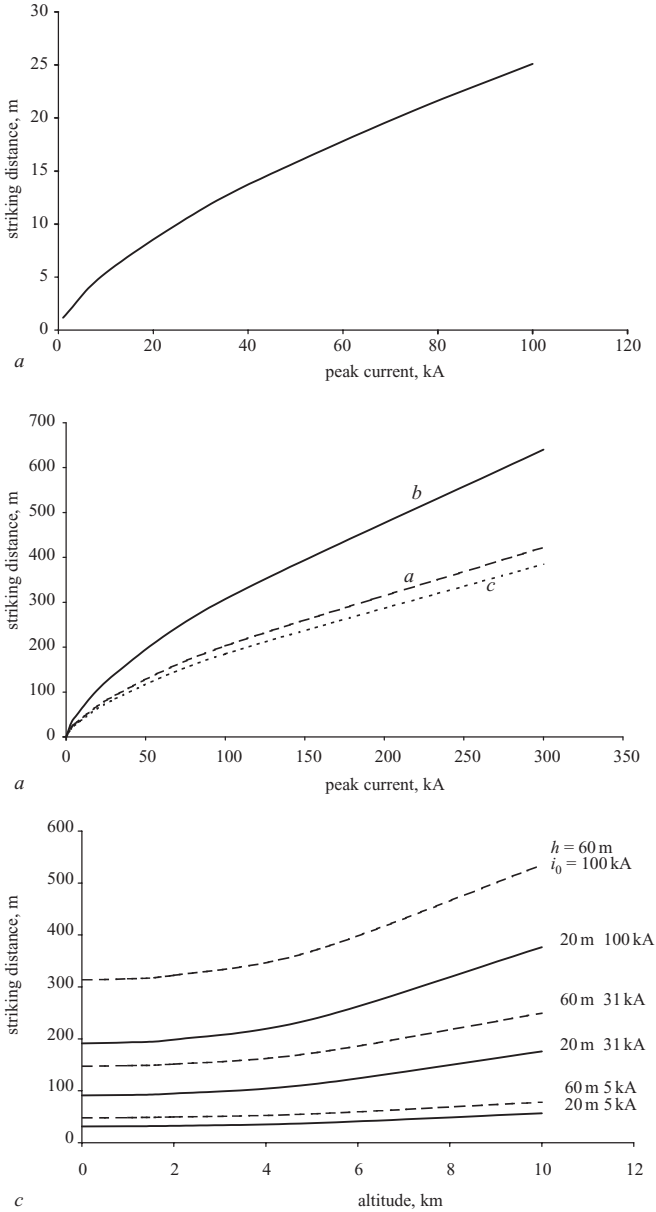 30
25
20
15
10
5
0
striking distance, m
0 20 40 60 80 100 120
peak current, kA
a
700
600
500
400
300
200
100
0
striking distance, m
b
a
c
0 50 100 150 200 250 300 350
peak current, kA
a
600
500
400
300
200
100
0
striking distance, m
h = 60 m
i₀ = 100 kA
20 m 100 kA
60 m 31 kA
20 m 31 kA
60 m 5 kA
20 m 5 kA
0 2 4 6 8 10 12
altitude, km
c